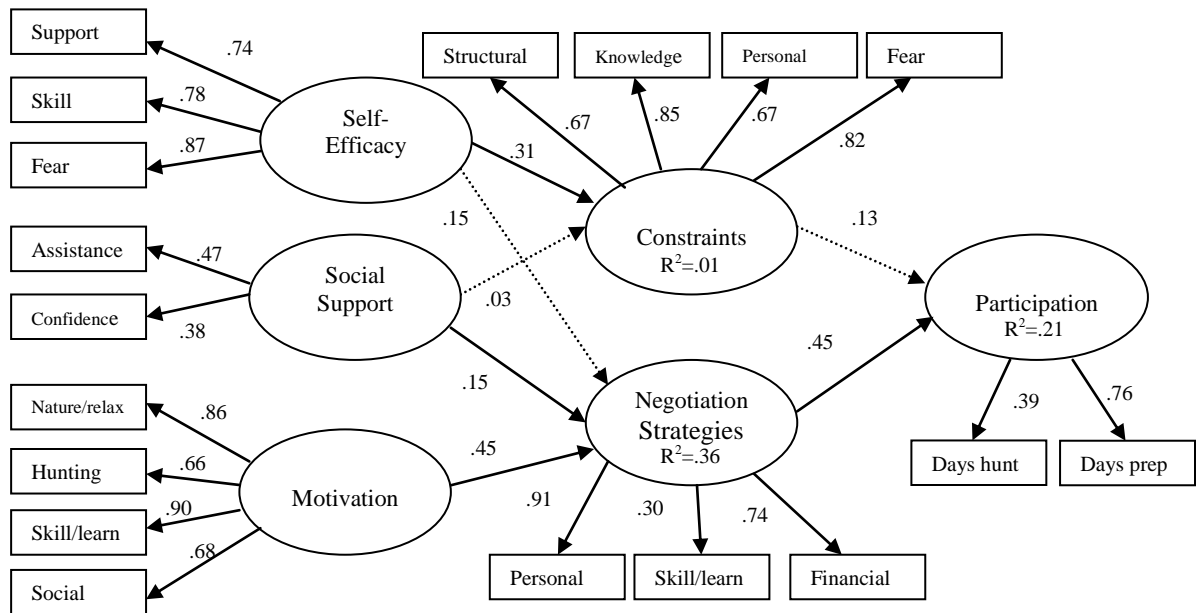 Support
.74
Skill
.78
Fear
.87
Self-
Efficacy
.31
.15
Structural
Knowledge
Personal
Fear
.67
.85
.67
.82
Assistance
.47
Confidence
.38
Social
Support
.03
.15
Constraints
R²=.01
.13
Participation
R²=.21
.39
.76
Days hunt
Days prep
Nature/relax
.86
Hunting
.66
Skill/learn
.90
Social
.68
Motivation
.45
Negotiation
Strategies
R²=.36
.45
.91
.30
.74
Personal
Skill/learn
Financial